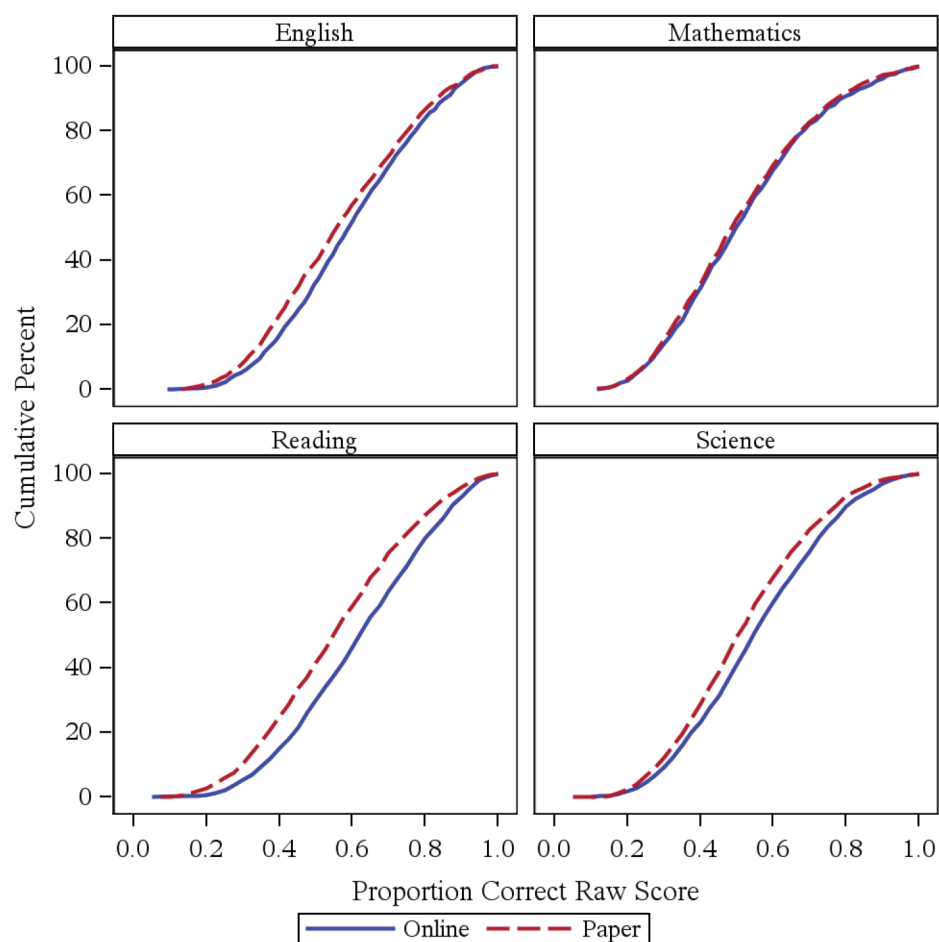 English Mathematics
100
80
60
40
20
0
Reading Science
100
80
60
40
20
0
Cumulative Percent
0.0 0.2 0.4 0.6 0.8 1.0 0.0 0.2 0.4 0.6 0.8 1.0
Proportion Correct Raw Score
Online Paper